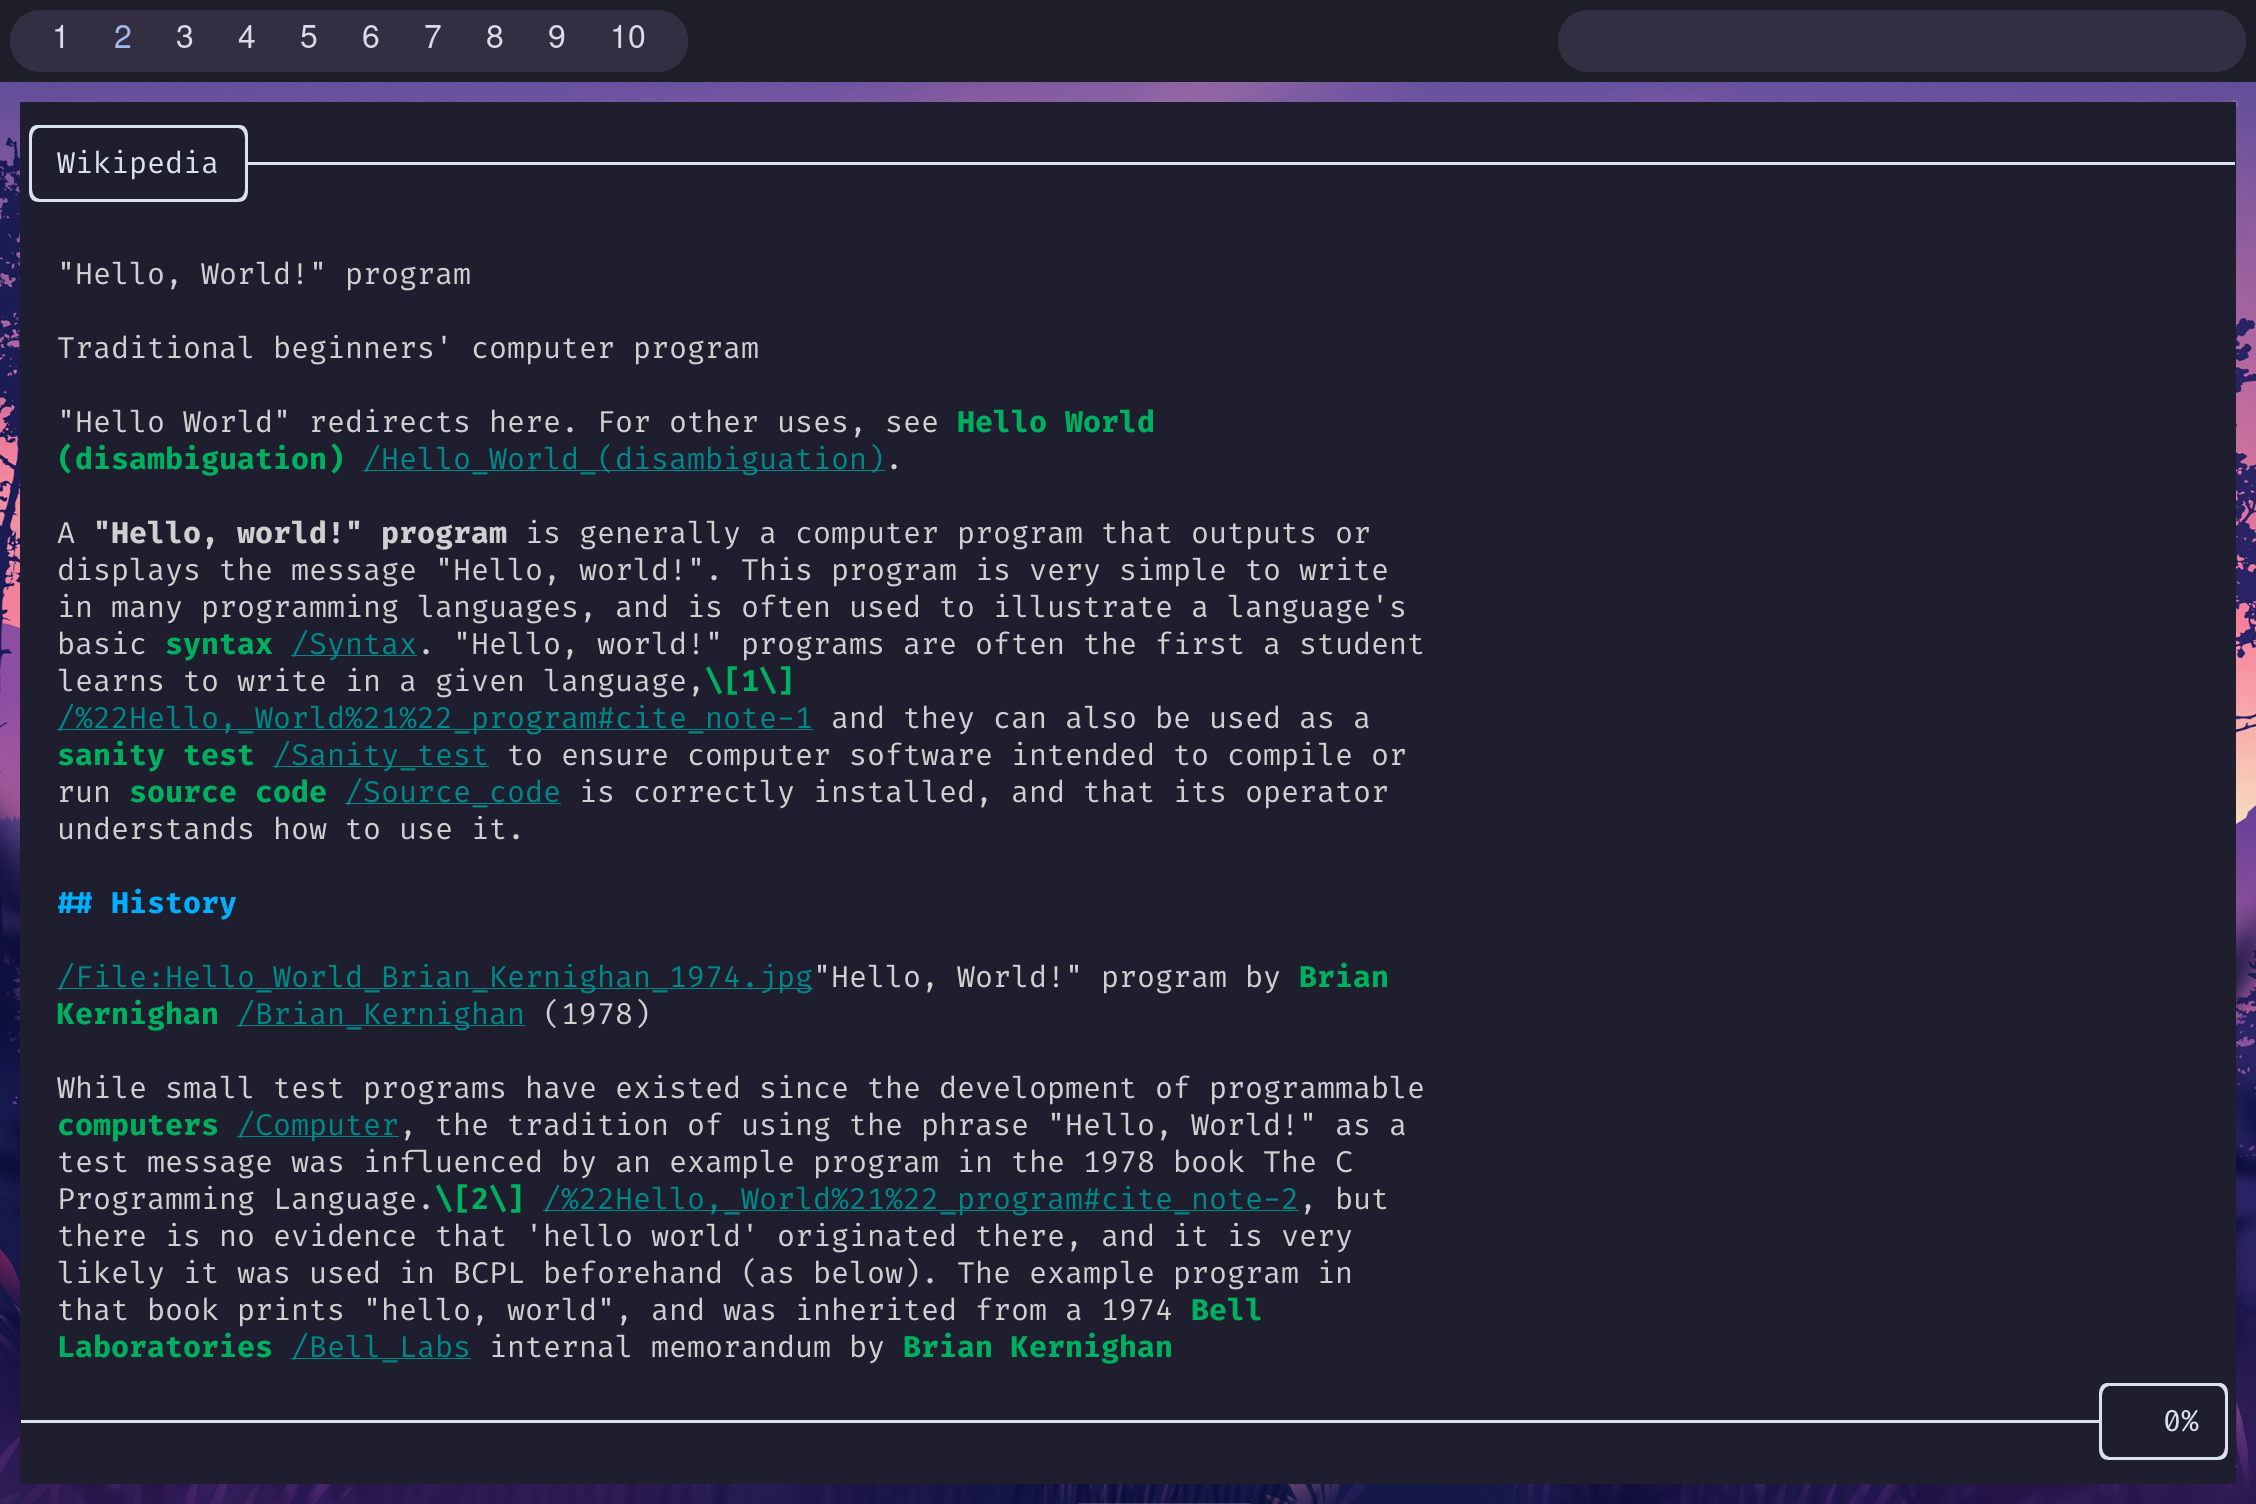 1 2 3 4 5 6 7 8 9 10
Wikipedia
"Hello, World!" program
Traditional beginners' computer program
"Hello World" redirects here. For other uses, see Hello World
(disambiguation) /Hello_World_(disambiguation).
A "Hello, world!" program is generally a computer program that outputs or
displays the message "Hello, world!". This program is very simple to write
in many programming languages, and is often used to illustrate a language's
basic syntax /Syntax. "Hello, world!" programs are often the first a student
learns to write in a given language,\[1\]
/%22Hello,_World%21%22_program#cite_note-1 and they can also be used as a
sanity test /Sanity_test to ensure computer software intended to compile or
run source code /Source_code is correctly installed, and that its operator
understands how to use it.
## History
/File:Hello_World_Brian_Kernighan_1974.jpg"Hello, World!" program by Brian
Kernighan /Brian_Kernighan (1978)
While small test programs have existed since the development of programmable
computers /Computer, the tradition of using the phrase "Hello, World!" as a
test message was influenced by an example program in the 1978 book The C
Programming Language.\[2\] /%22Hello,_World%21%22_program#cite_note-2, but
there is no evidence that 'hello world' originated there, and it is very
likely it was used in BCPL beforehand (as below). The example program in
that book prints "hello, world", and was inherited from a 1974 Bell
Laboratories /Bell_Labs internal memorandum by Brian Kernighan
0%